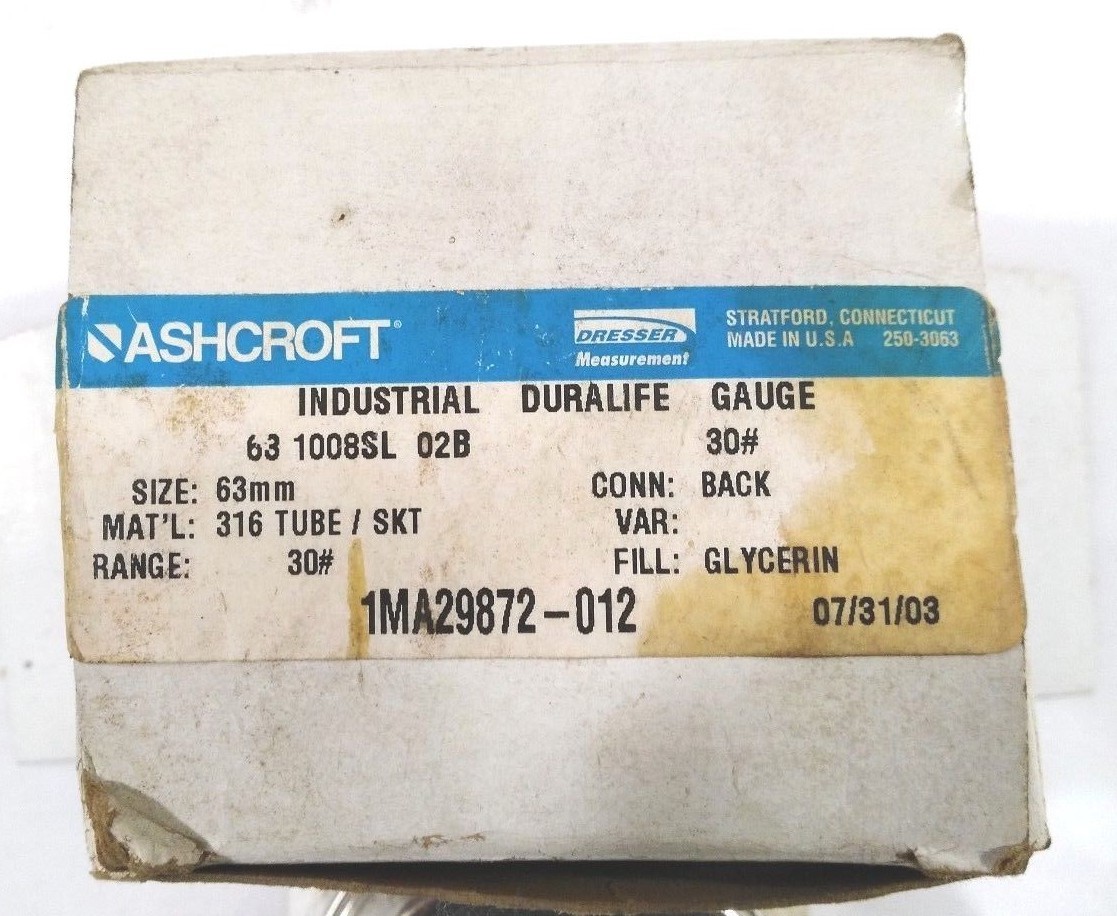 ASHCROFT®
DRESSER
Measurement
STRATFORD, CONNECTICUT
MADE IN U.S.A 250-3063
INDUSTRIAL DURALIFE GAUGE
63 1008SL 02B 30#
SIZE: 63mm CONN: BACK
MAT'L: 316 TUBE / SKT VAR:
RANGE: 30# FILL: GLYCERIN
1MA29872-012 07/31/03